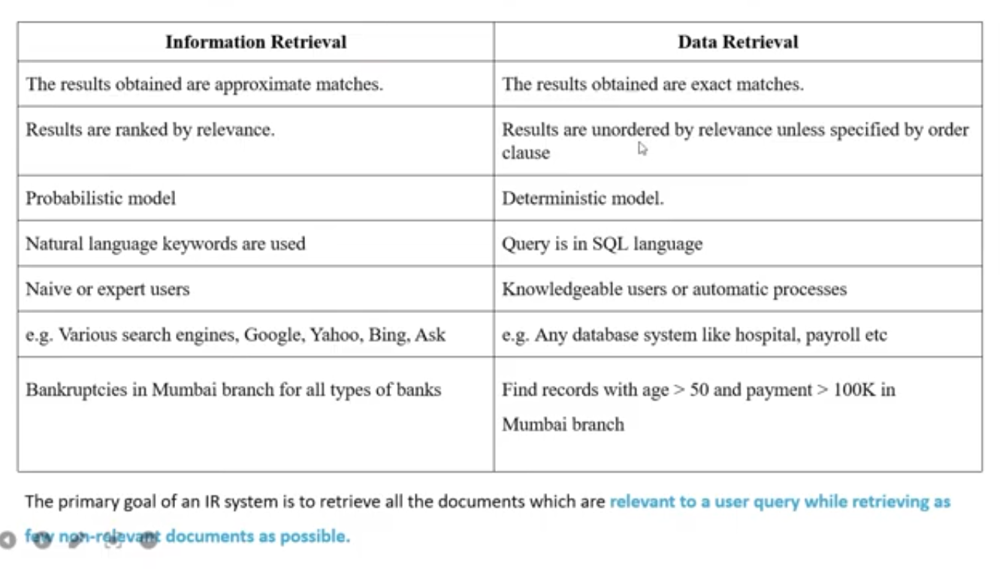 Information Retrieval
Data Retrieval
The results obtained are approximate matches.
The results obtained are exact matches.
Results are ranked by relevance.
Results are unordered by relevance unless specified by order
clause
Probabilistic model
Deterministic model.
Natural language keywords are used
Query is in SQL language
Naive or expert users
Knowledgeable users or automatic processes
e.g. Various search engines, Google, Yahoo, Bing, Ask
e.g. Any database system like hospital, payroll etc
Bankruptcies in Mumbai branch for all types of banks
Find records with age > 50 and payment > 100K in
Mumbai branch
The primary goal of an IR system is to retrieve all the documents which are relevant to a user query while retrieving as
few non-relevant documents as possible.